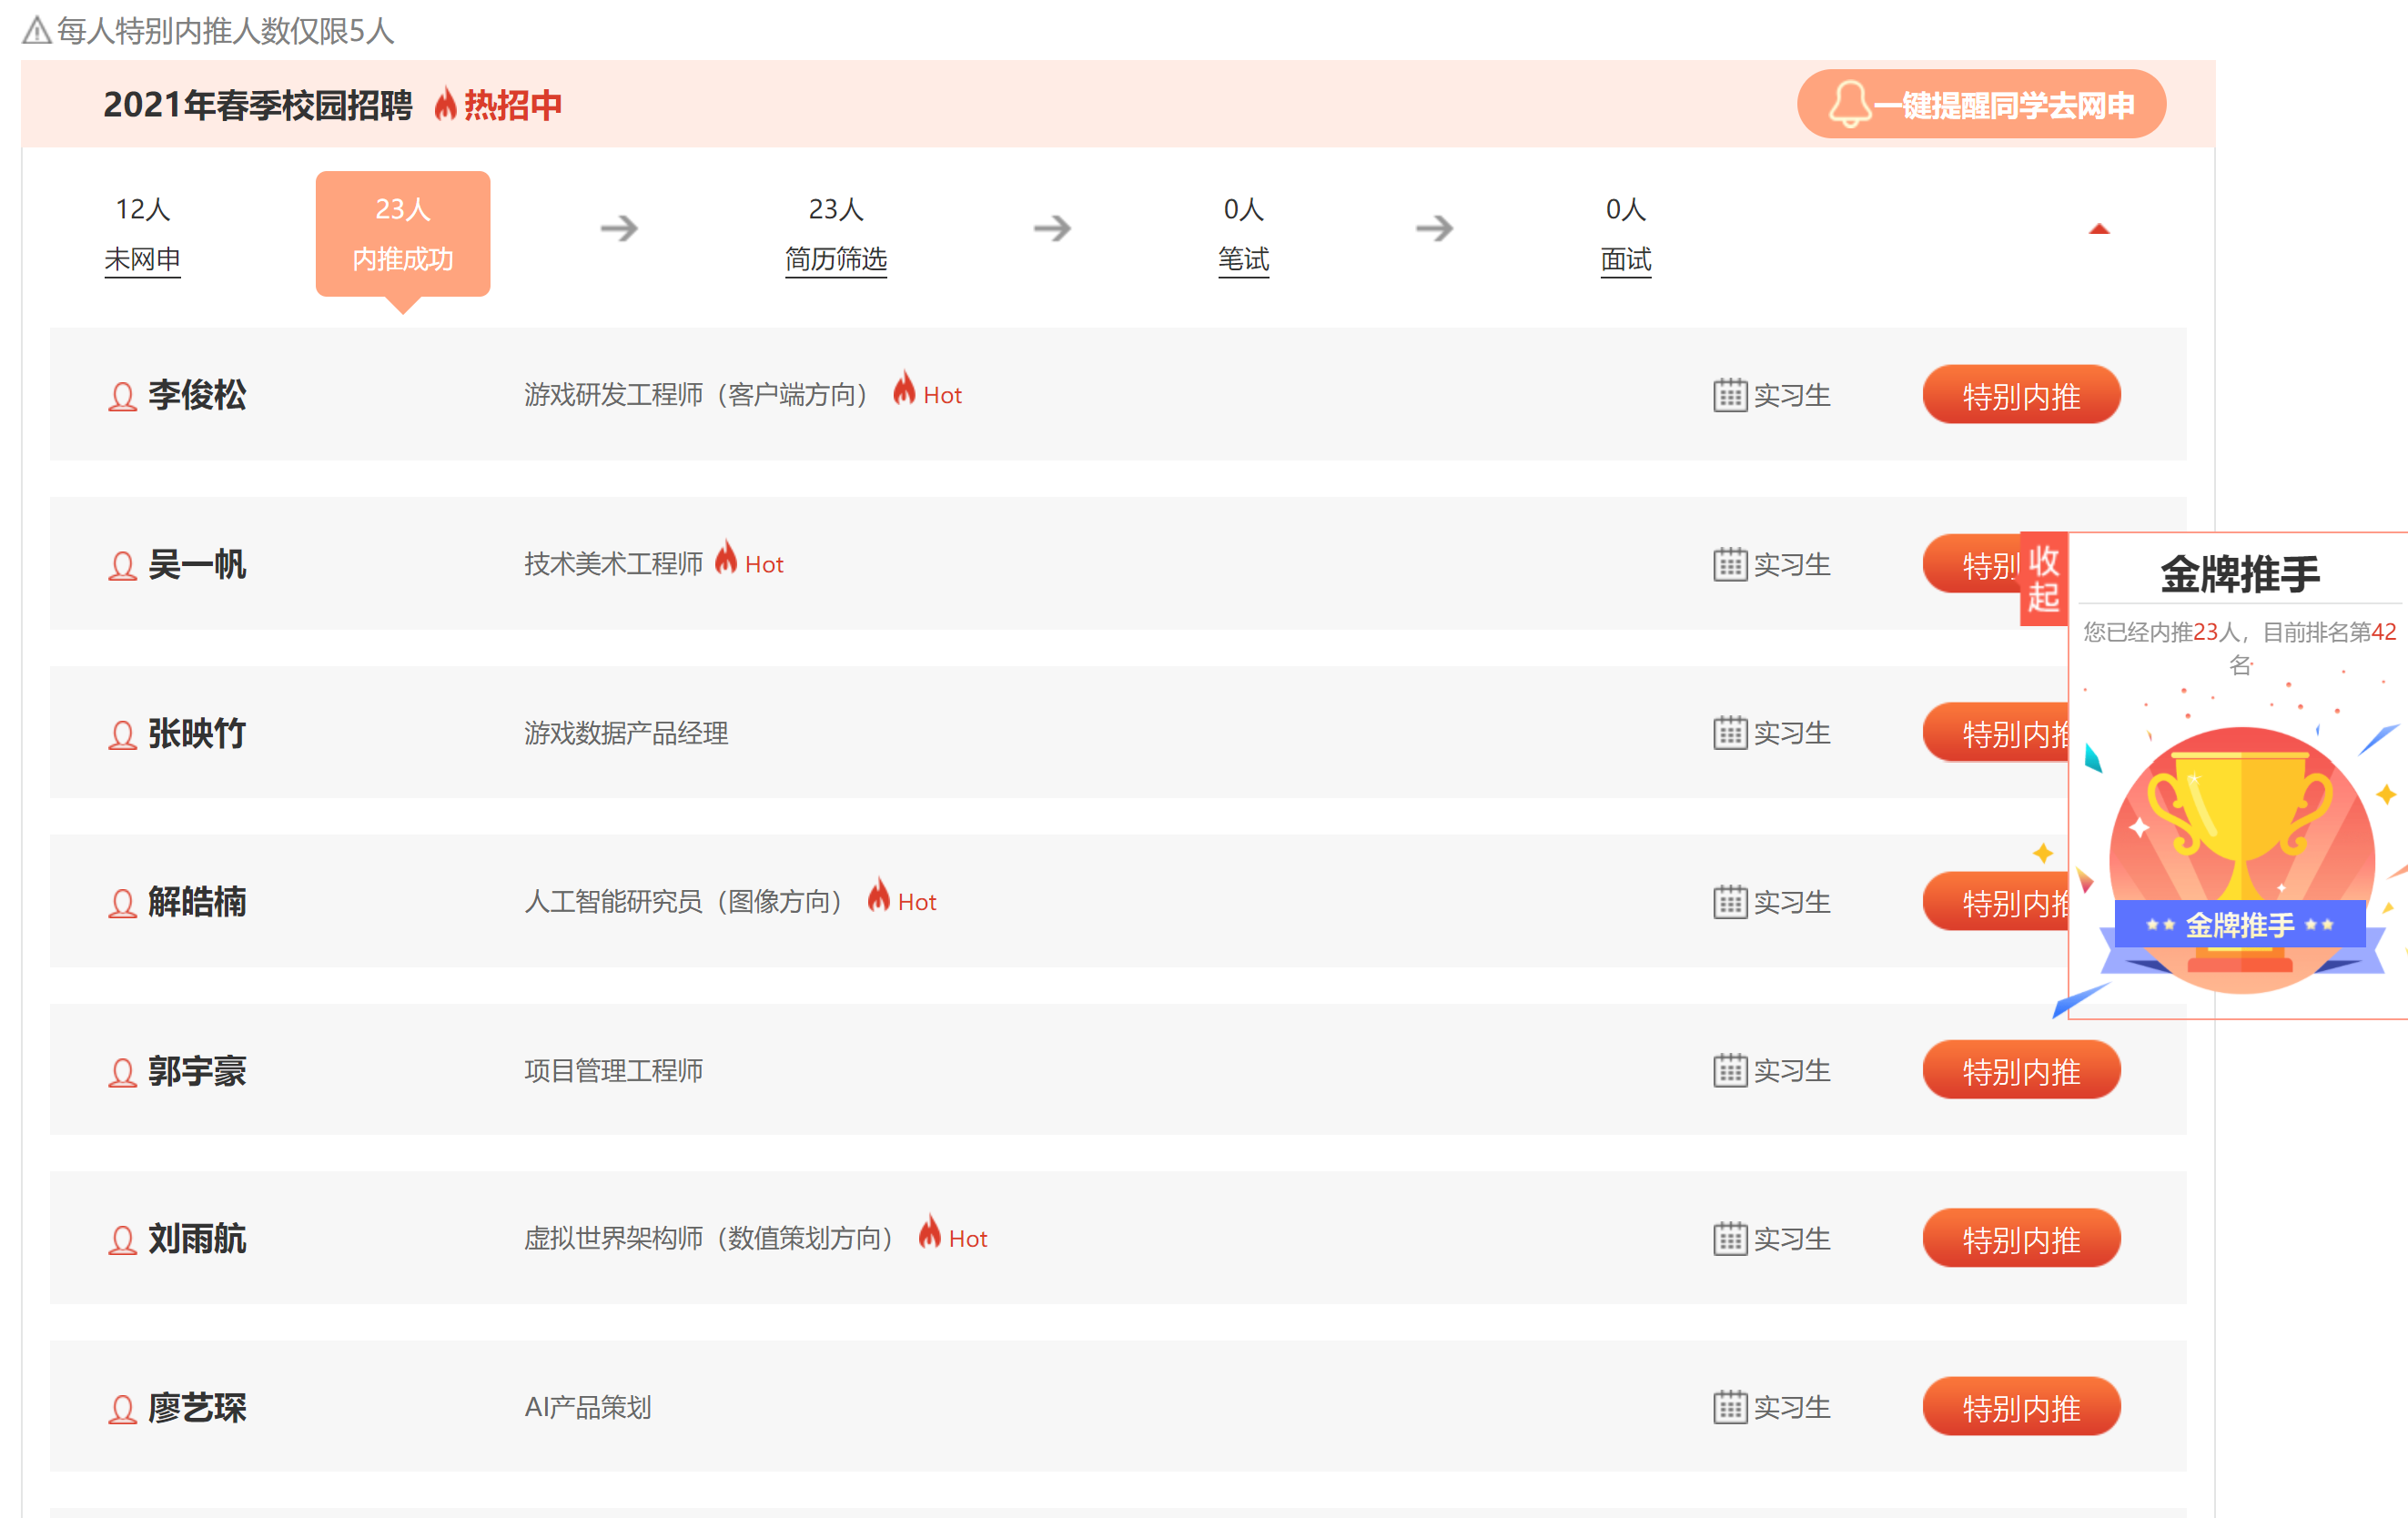 每人特别内推人数仅限5人
2021年春季校园招聘 热招中
一键提醒同学去网申
12人 23人 23人 0人 0人
未网申 内推成功 简历筛选 笔试 面试
李俊松 游戏研发工程师（客户端方向） Hot 实习生 特别内推
吴一帆 技术美术工程师 Hot 实习生 特别
收起
金牌推手
您已经内推23人，目前排名第42
名
张映竹 游戏数据产品经理 实习生 特别内
解皓楠 人工智能研究员（图像方向） Hot 实习生 特别内
金牌推手
郭宇豪 项目管理工程师 实习生 特别内推
刘雨航 虚拟世界架构师（数值策划方向） Hot 实习生 特别内推
廖艺琛 AI产品策划 实习生 特别内推